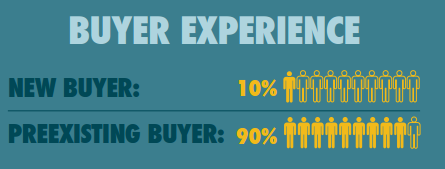 BUYER EXPERIENCE
NEW BUYER: 10%
PREEXISTING BUYER: 90%